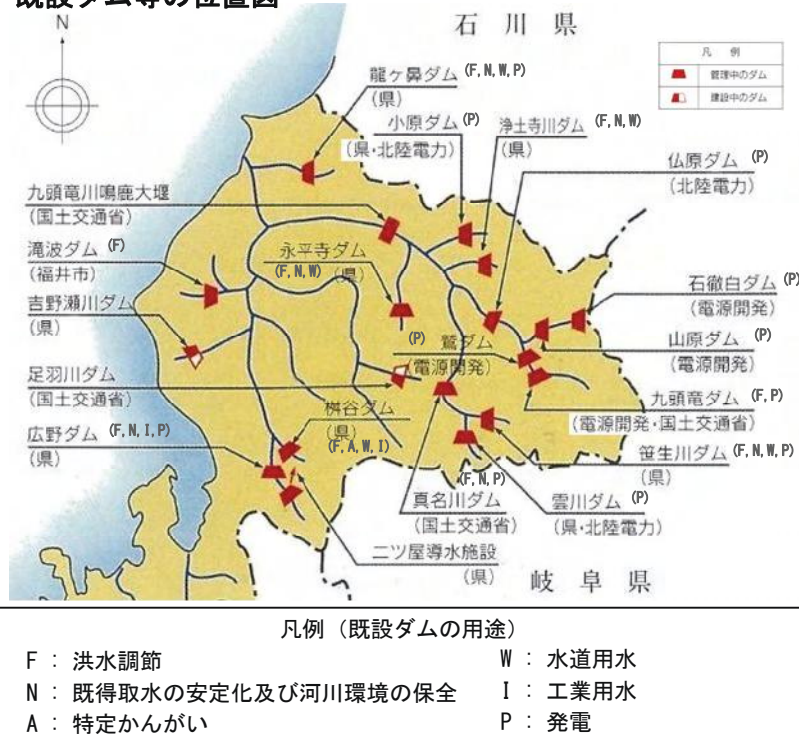 既設ダム等の位置図
N
石川県
凡例
管理中のダム
建設中のダム
龍ヶ鼻ダム (F,N,W,P)
(県)
小原ダム (P)
(県・北陸電力)
浄土寺川ダム (F,N,W)
(県)
仏原ダム (P)
(北陸電力)
九頭竜川鳴鹿大堰
(国土交通省)
滝波ダム (F)
(福井市)
永平寺ダム
(F,N,W) (県)
吉野瀬川ダム
(県)
石徹白ダム (P)
(電源開発)
(P) 鷲ダム
(電源開発)
山原ダム (P)
(電源開発)
足羽川ダム
(国土交通省)
九頭竜ダム (F,P)
(電源開発・国土交通省)
桝谷ダム
(県)
(F,A,W,I)
広野ダム (F,N,I,P)
(県)
笹生川ダム (F,N,W,P)
(県)
(F,N,P)
真名川ダム
(国土交通省)
雲川ダム (P)
(県・北陸電力)
二ツ屋導水施設
(県)
岐阜県
凡例（既設ダムの用途）
F : 洪水調節
W : 水道用水
N : 既得取水の安定化及び河川環境の保全
I : 工業用水
A : 特定かんがい
P : 発電